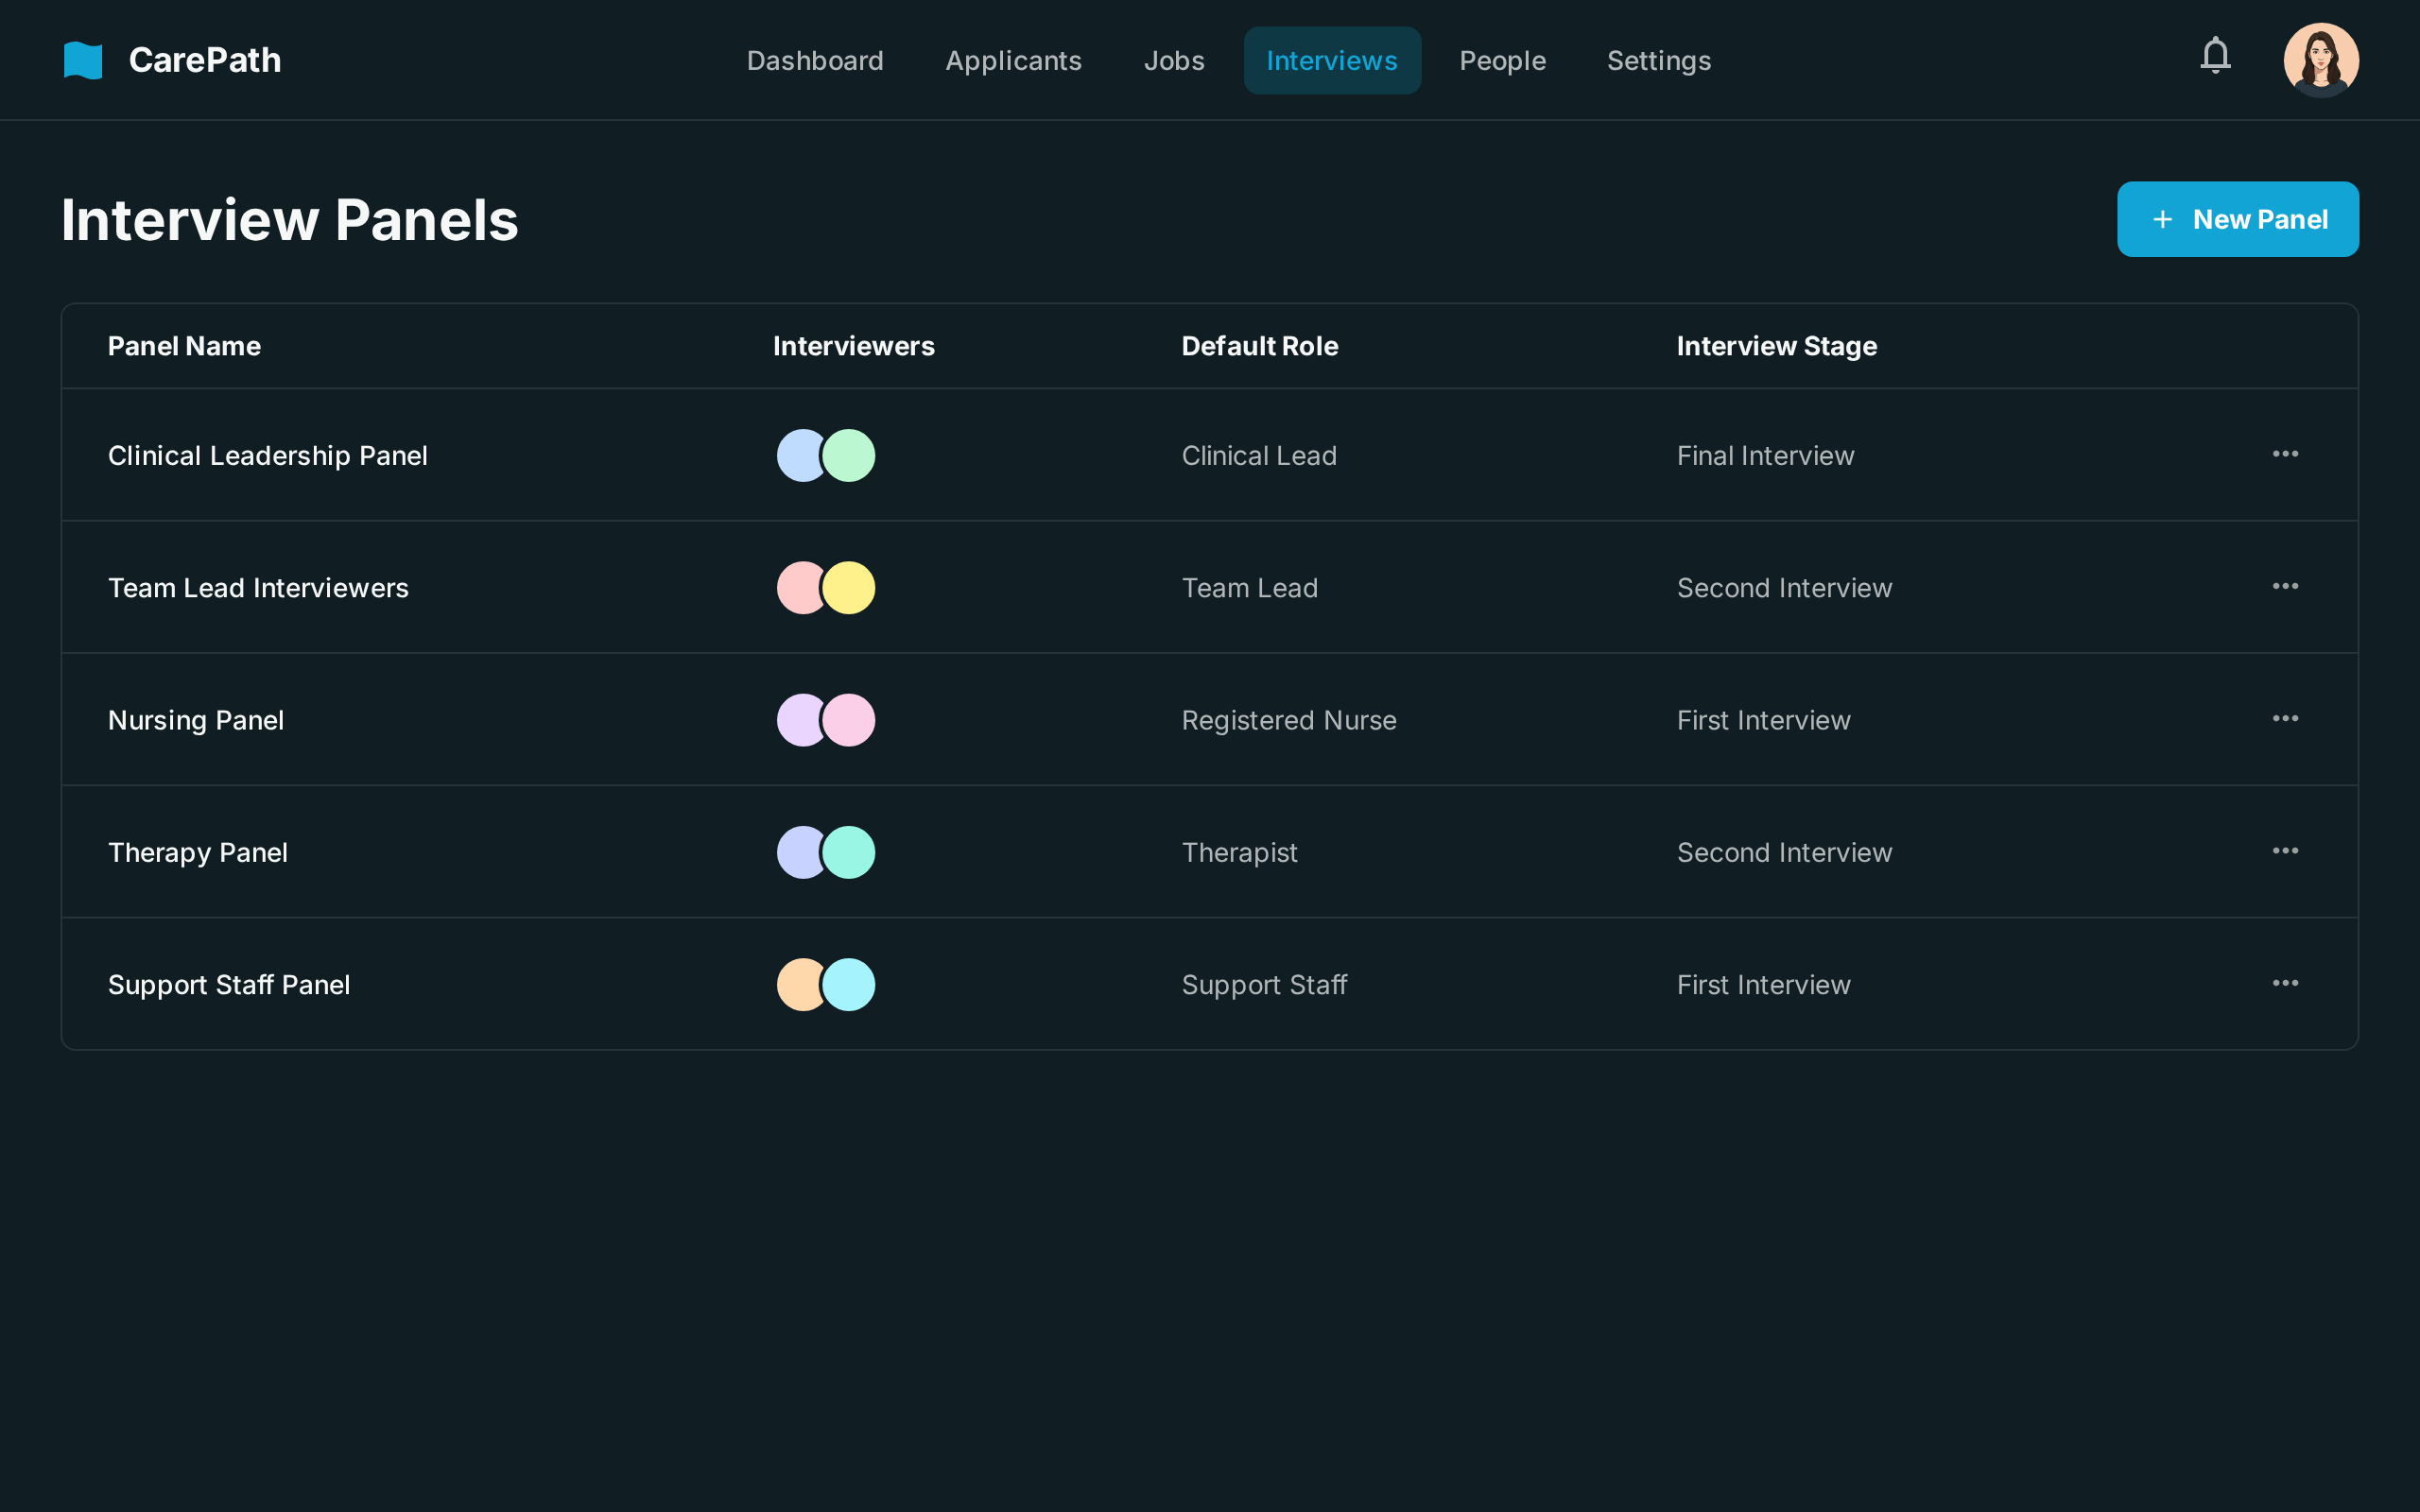 CarePath
Dashboard Applicants Jobs Interviews People Settings
Interview Panels
New Panel
Panel Name Interviewers Default Role Interview Stage
Clinical Leadership Panel Clinical Lead Final Interview
Team Lead Interviewers Team Lead Second Interview
Nursing Panel Registered Nurse First Interview
Therapy Panel Therapist Second Interview
Support Staff Panel Support Staff First Interview